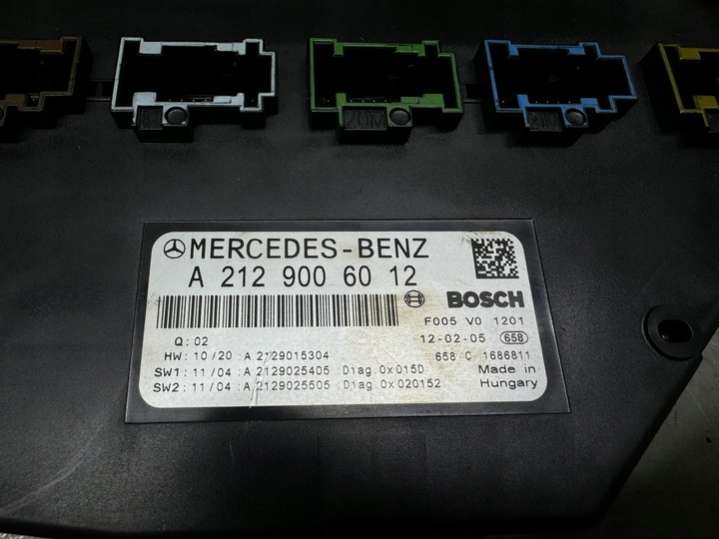 MERCEDES-BENZ
A 212 900 60 12
BOSCH
F005 V0 1201
Q: 02
12-02-05 658
HW: 10/20 :A 2129015304
658 C 1686811
SW1: 11/04 :A 2129025405 Diag.0x015D
Made in
SW2: 11/04 :A 2129025505 Diag.0x020152
Hungary